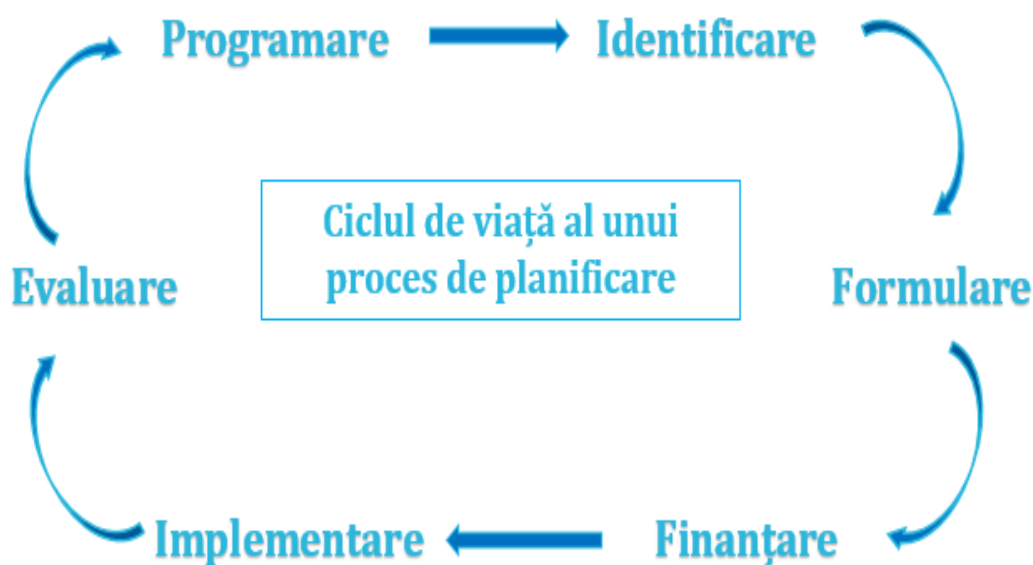 Programare
Identificare
Ciclul de viață al unui
proces de planificare
Evaluare
Formulare
Implementare
Finanțare